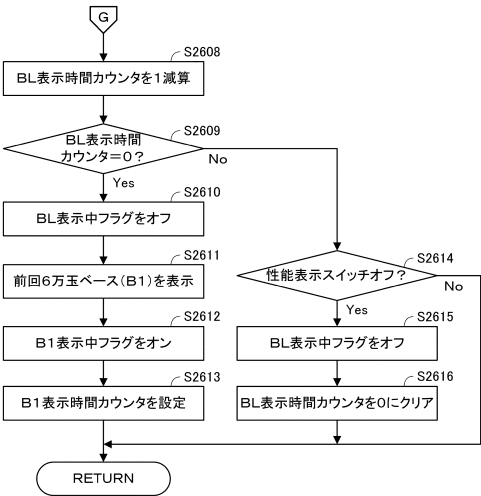 G
S2608
BL表示時間カウンタを1減算
S2609
BL表示時間
カウンタ=0?
No
Yes
S2610
BL表示中フラグをオフ
S2611
前回6万玉ベース(B1)を表示
S2612
B1表示中フラグをオン
S2613
B1表示時間カウンタを設定
S2614
性能表示スイッチオフ?
No
Yes
S2615
BL表示中フラグをオフ
S2616
BL表示時間カウンタを0にクリア
RETURN